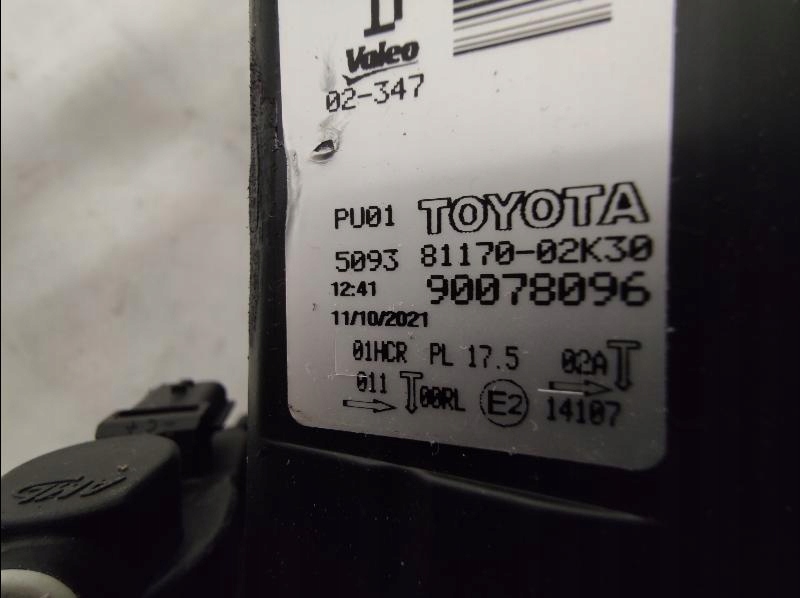 Valeo
02-347
PU01 TOYOTA
5093 81170-02K30
12:41 90078096
11/10/2021
01HCR PL 17.5 02A
011 00RL E2 14107